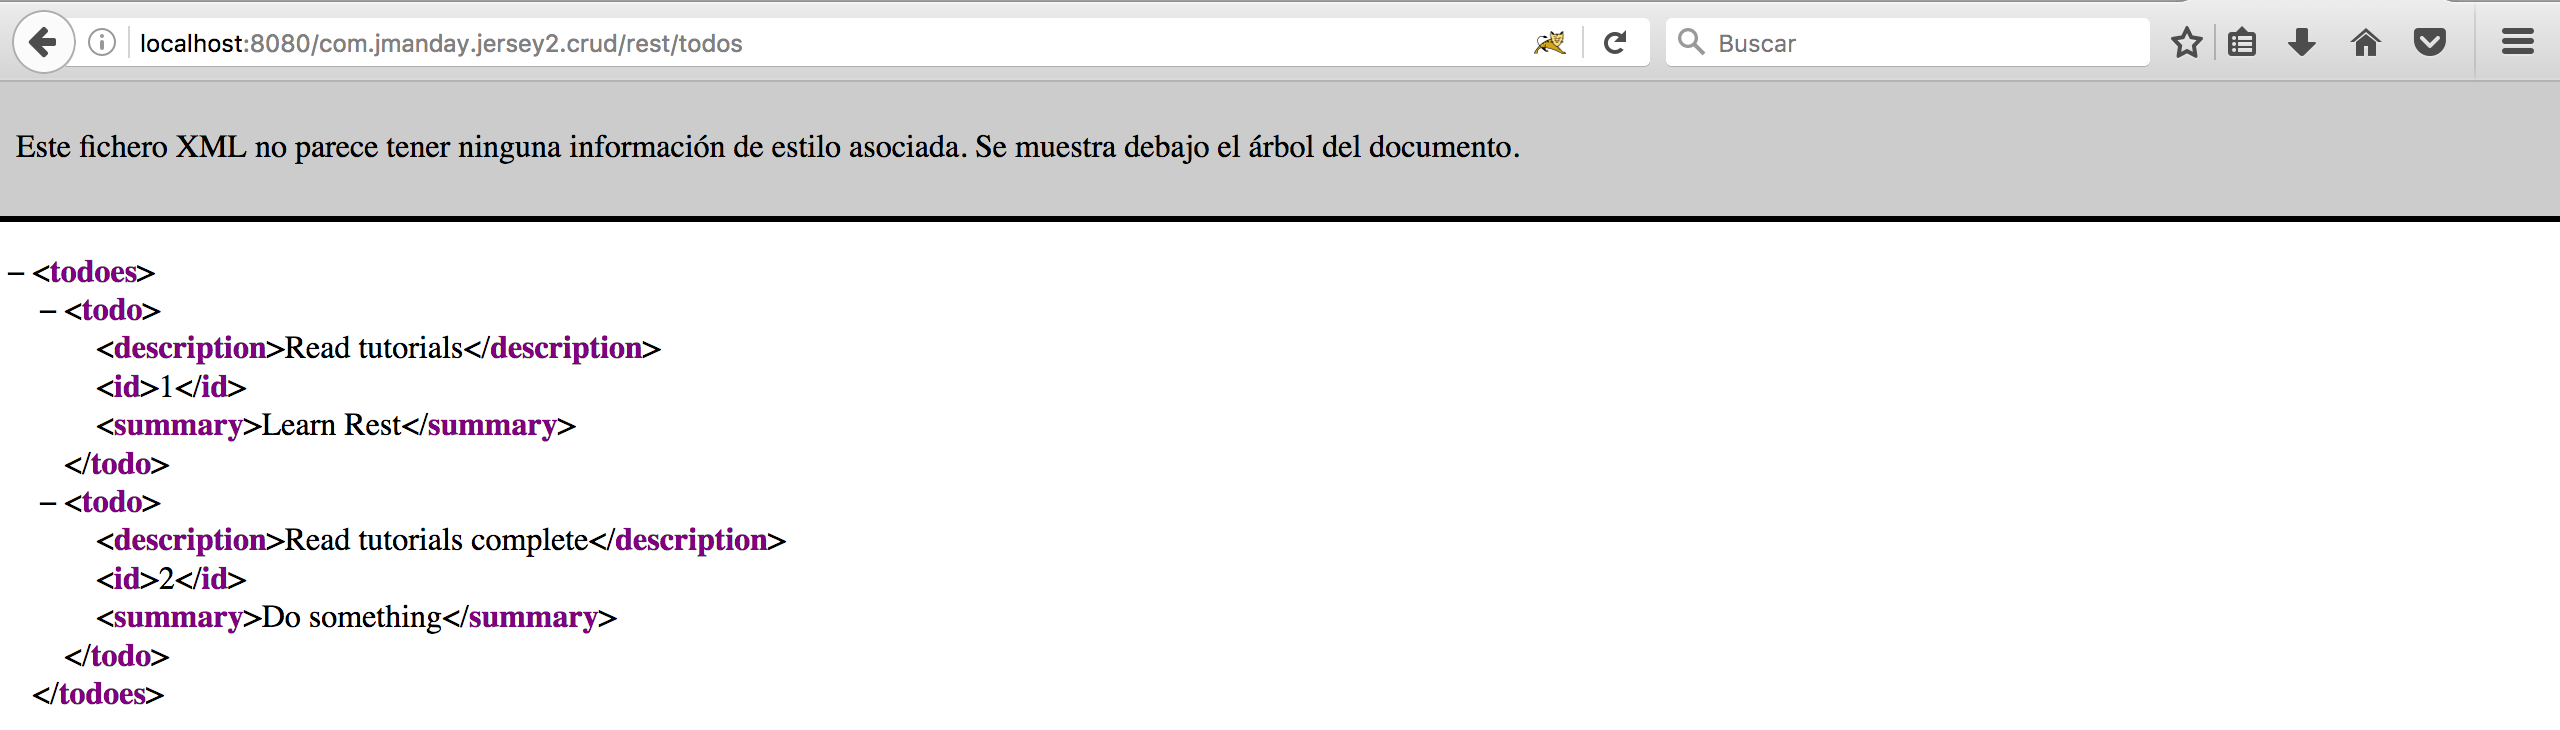 localhost:8080/com.jmanday.jersey2.crud/rest/todos
Buscar
Este fichero XML no parece tener ninguna información de estilo asociada. Se muestra debajo el árbol del documento.
– <todoes>
– <todo>
<description>Read tutorials</description>
<id>1</id>
<summary>Learn Rest</summary>
</todo>
– <todo>
<description>Read tutorials complete</description>
<id>2</id>
<summary>Do something</summary>
</todo>
</todoes>